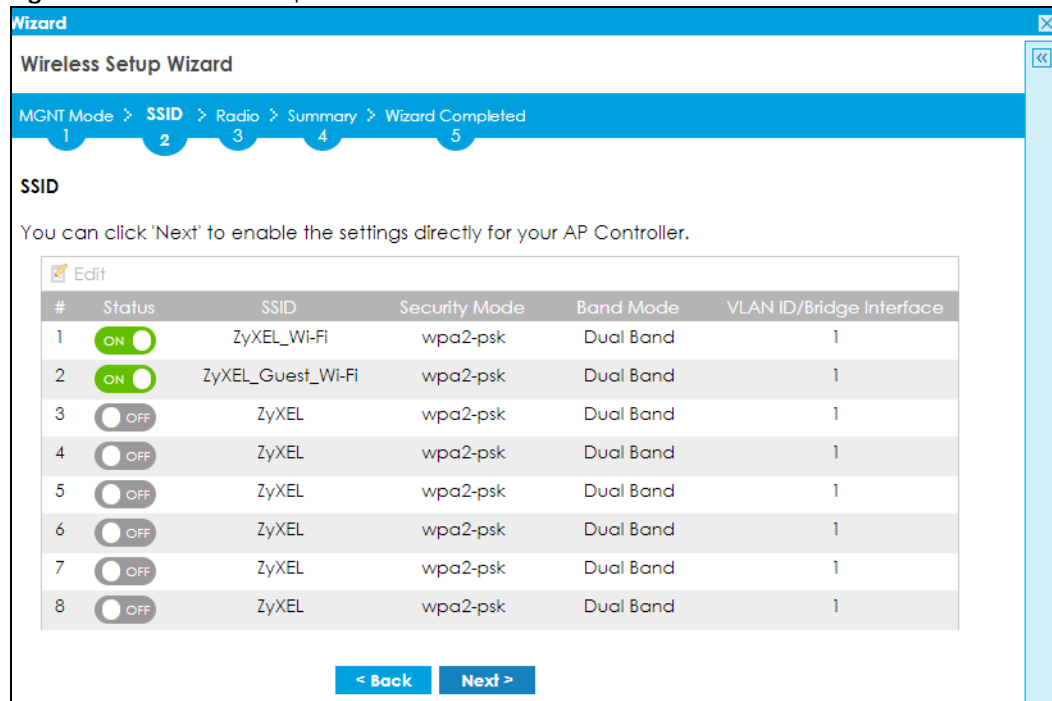 Wizard
Wireless Setup Wizard
MGNT Mode > SSID > Radio > Summary > Wizard Completed
1 2 3 4 5
SSID
You can click 'Next' to enable the settings directly for your AP Controller.
Edit
# Status SSID Security Mode Band Mode VLAN ID/Bridge Interface
1 ON ZyXEL_Wi-Fi wpa2-psk Dual Band 1
2 ON ZyXEL_Guest_Wi-Fi wpa2-psk Dual Band 1
3 OFF ZyXEL wpa2-psk Dual Band 1
4 OFF ZyXEL wpa2-psk Dual Band 1
5 OFF ZyXEL wpa2-psk Dual Band 1
6 OFF ZyXEL wpa2-psk Dual Band 1
7 OFF ZyXEL wpa2-psk Dual Band 1
8 OFF ZyXEL wpa2-psk Dual Band 1
< Back Next >